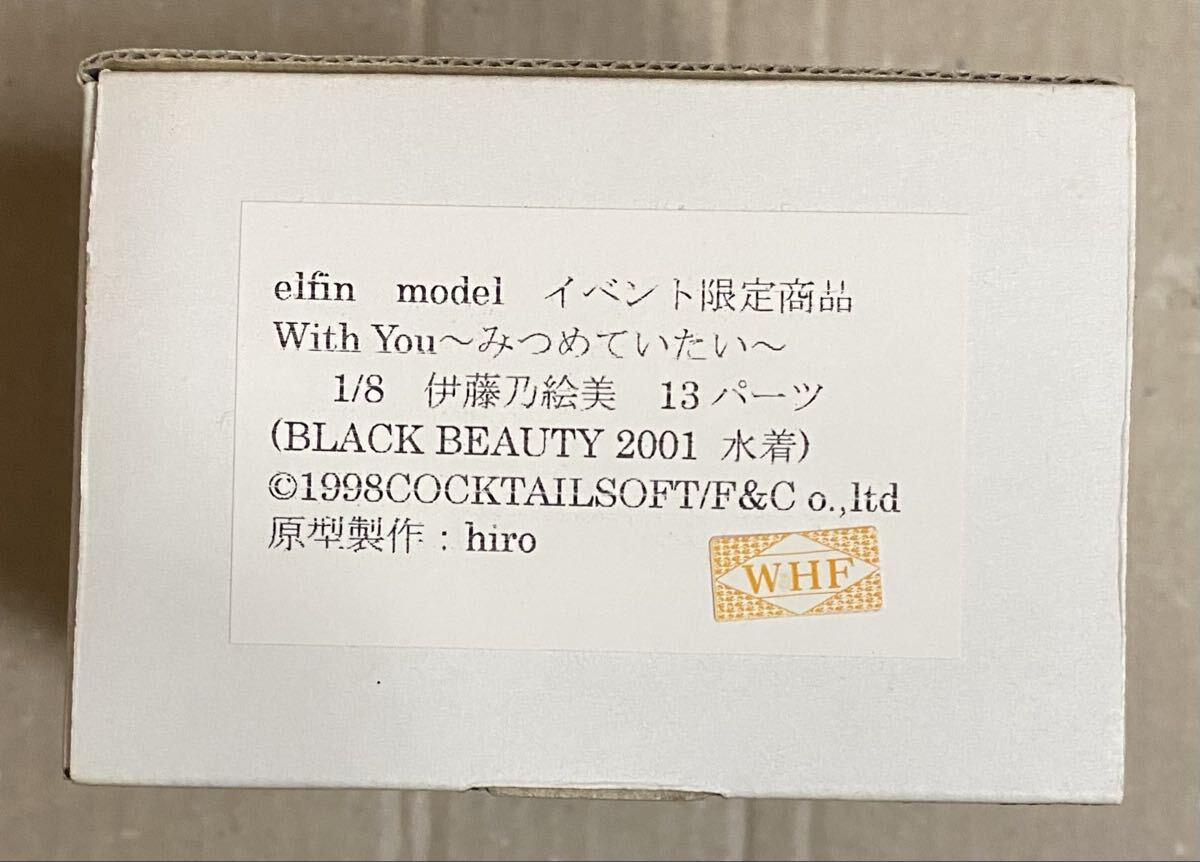 elfin　model　イベント限定商品
With You～みつめていたい～
1/8　伊藤乃絵美　13パーツ
(BLACK BEAUTY 2001 水着)
©1998COCKTAILSOFT/F&C o.,ltd
原型製作：hiro
WHF